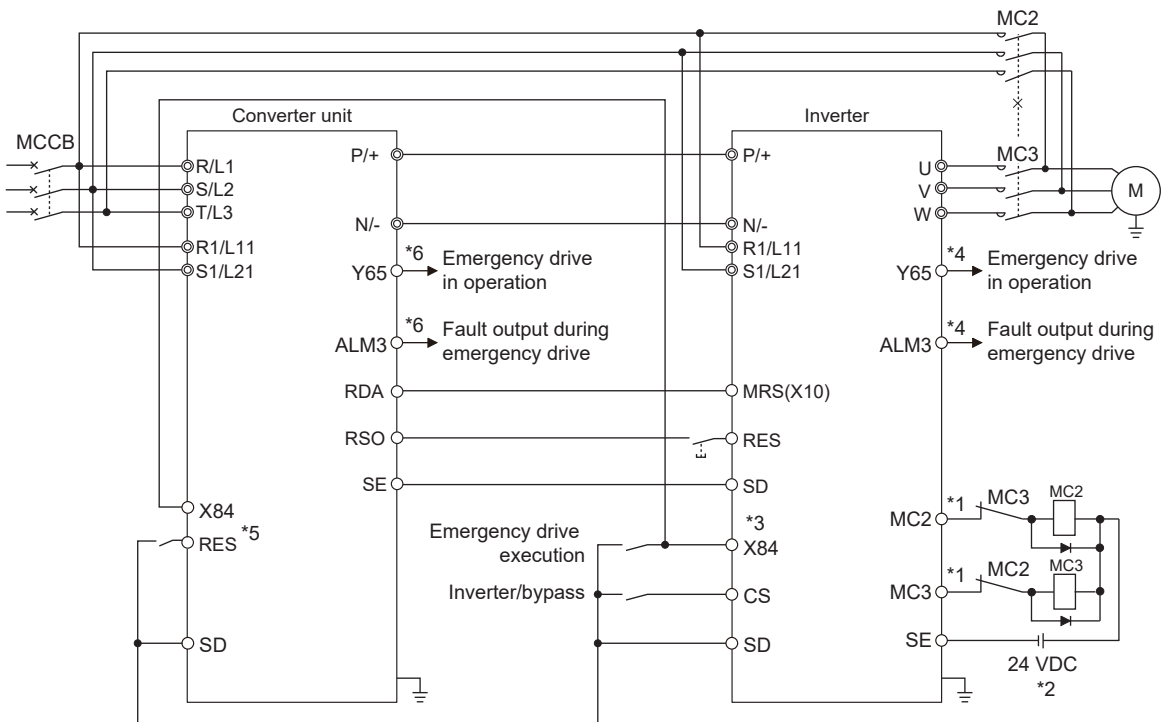 MC2
Converter unit
Inverter
MCCB
R/L1
S/L2
T/L3
R1/L11
S1/L21
P/+
N/-
*6
Y65
Emergency drive
in operation
*6
ALM3
Fault output during
emergency drive
RDA
RSO
SE
X84
RES
*5
SD
P/+
N/-
R1/L11
S1/L21
MRS(X10)
RES
SD
*3
X84
Emergency drive
execution
Inverter/bypass
CS
SD
U
V
W
MC3
M
*4
Y65
Emergency drive
in operation
*4
ALM3
Fault output during
emergency drive
MC2
*1
MC3
MC2
MC3
*1
MC2
MC3
SE
24 VDC
*2